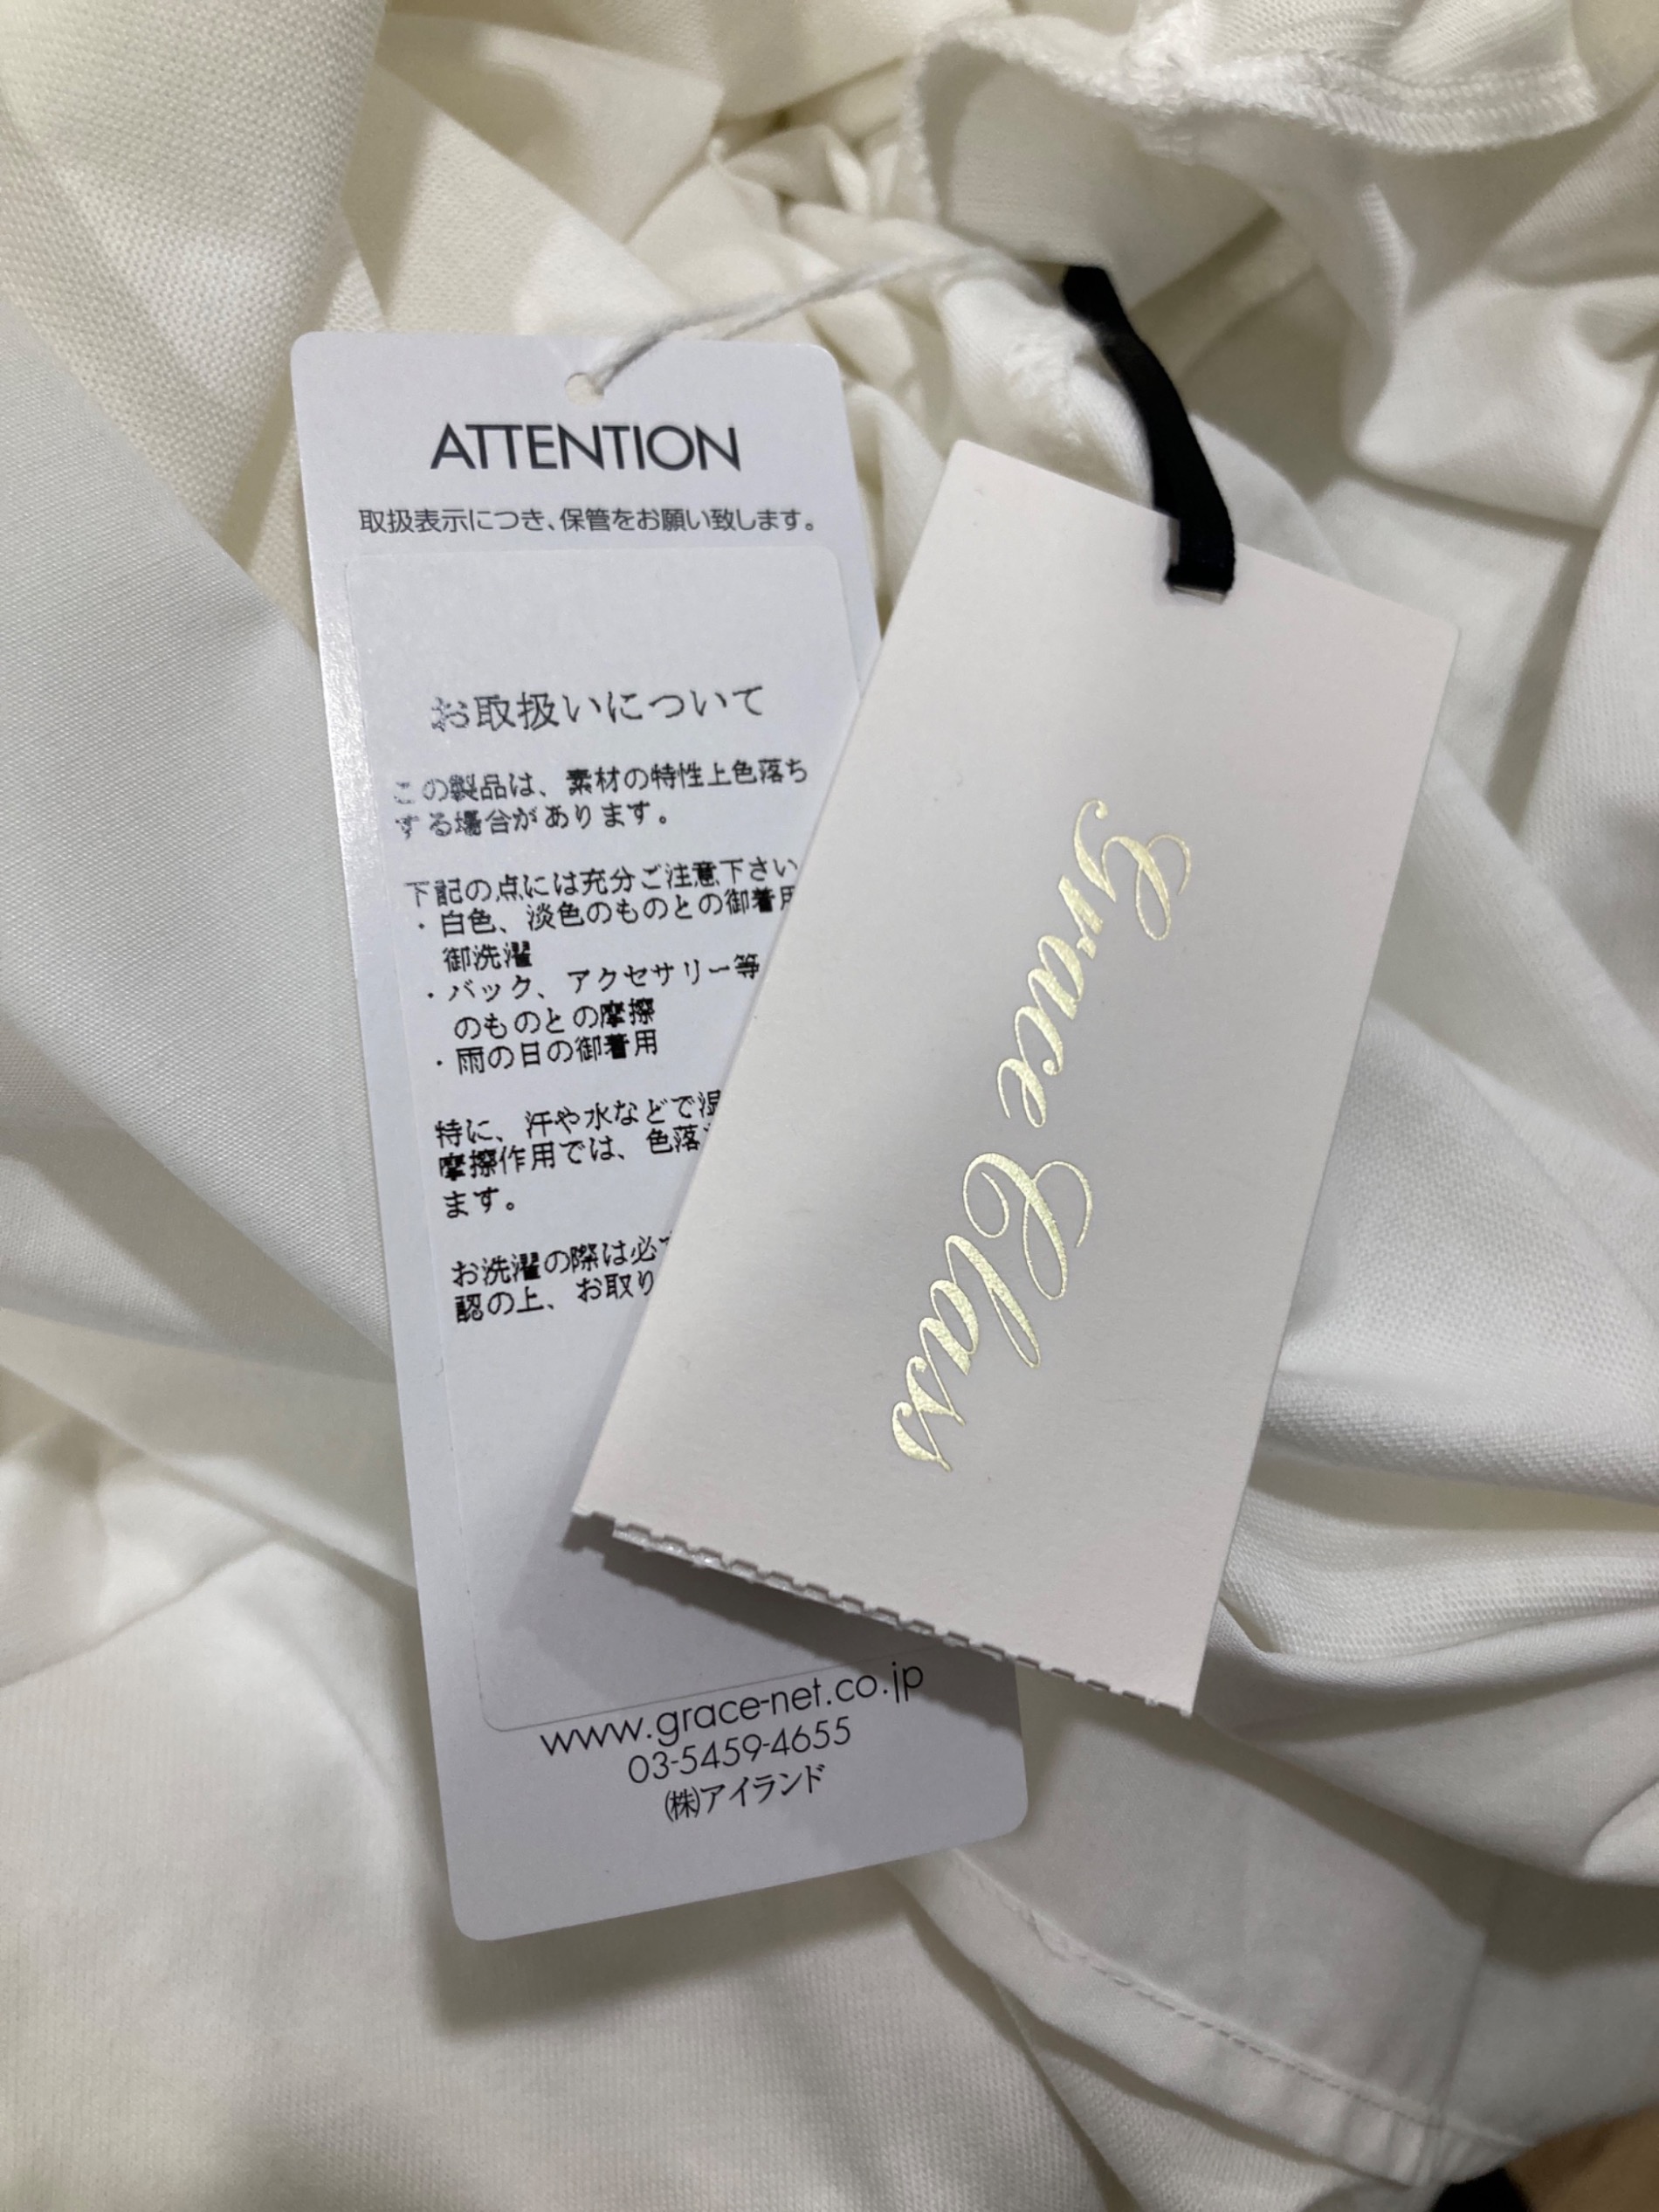 ATTENTION
取扱表示につき、保管をお願い致します。
お取扱いについて
この製品は、素材の特性上色落ち
する場合があります。
下記の点には充分ご注意下さい
・白色、淡色のものとの御着用
御洗濯
・バック、アクセサリー等
のものとの摩擦
・雨の日の御着用
特に、汗や水などで湿
摩擦作用では、色落
ます。
お洗濯の際は必
認の上、お取り
www.grace-net.co.jp
03-5459-4655
㈱アイランド
Grace Class